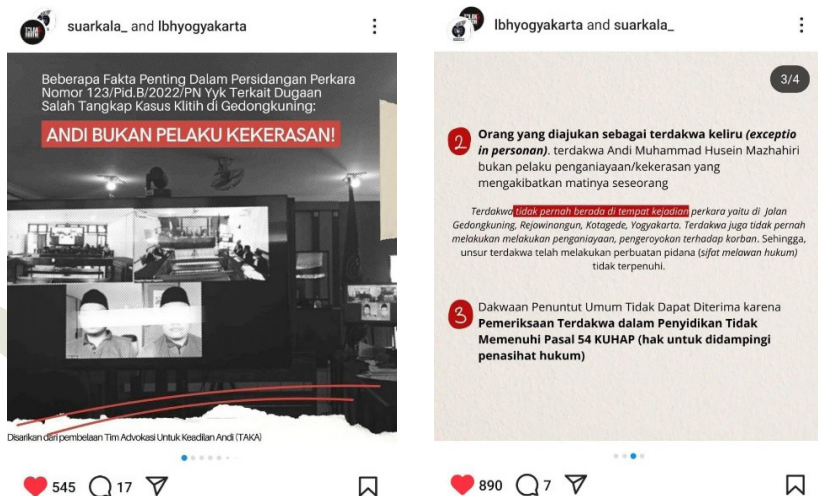 suarkala_ and lbhyogyakarta
Beberapa Fakta Penting Dalam Persidangan Perkara
Nomor 123/Pid.B/2022/PN Yyk Terkait Dugaan
Salah Tangkap Kasus Klitih di Gedongkuning:
ANDI BUKAN PELAKU KEKERASAN!
Disarikan dari pembelaan Tim Advokasi Untuk Keadilan Andi (TAKA)
545 17
lbhyogyakarta and suarkala_
3/4
2 Orang yang diajukan sebagai terdakwa keliru (exceptio
in personan). terdakwa Andi Muhammad Husein Mazhahiri
bukan pelaku penganiayaan/kekerasan yang
mengakibatkan matinya seseorang
Terdakwa tidak pernah berada di tempat kejadian perkara yaitu di Jalan
Gedongkuning, Rejowinangun, Kotagede, Yogyakarta. Terdakwa juga tidak pernah
melakukan melakukan penganiayaan, pengeroyokan terhadap korban. Sehingga,
unsur terdakwa telah melakukan perbuatan pidana (sifat melawan hukum)
tidak terpenuhi.
3 Dakwaan Penuntut Umum Tidak Dapat Diterima karena
Pemeriksaan Terdakwa dalam Penyidikan Tidak
Memenuhi Pasal 54 KUHAP (hak untuk didampingi
penasihat hukum)
890 7